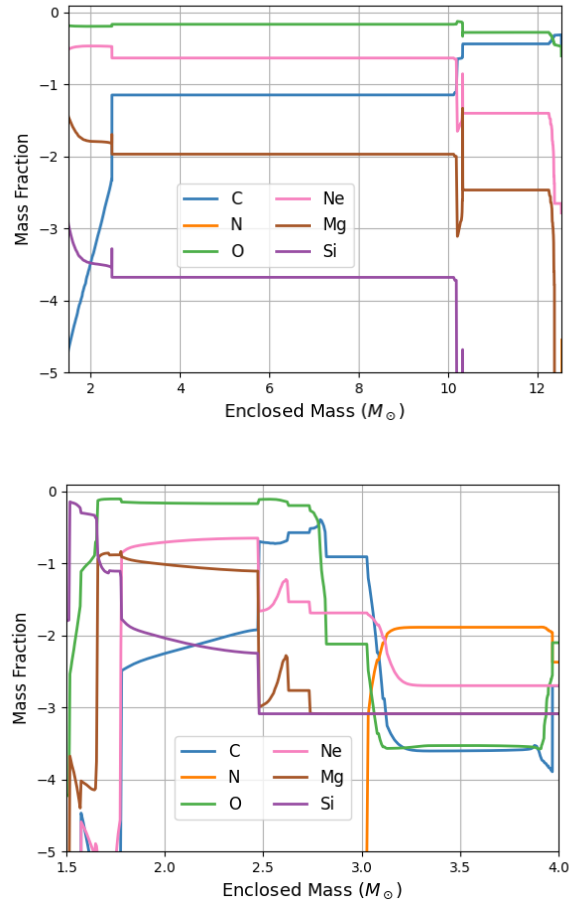 0
−1
−2
−3
−4
−5
Mass Fraction
C
N
O
Ne
Mg
Si
2
4
6
8
10
12
Enclosed Mass (M⊙)
0
−1
−2
−3
−4
−5
Mass Fraction
C
N
O
Ne
Mg
Si
1.5
2.0
2.5
3.0
3.5
4.0
Enclosed Mass (M⊙)